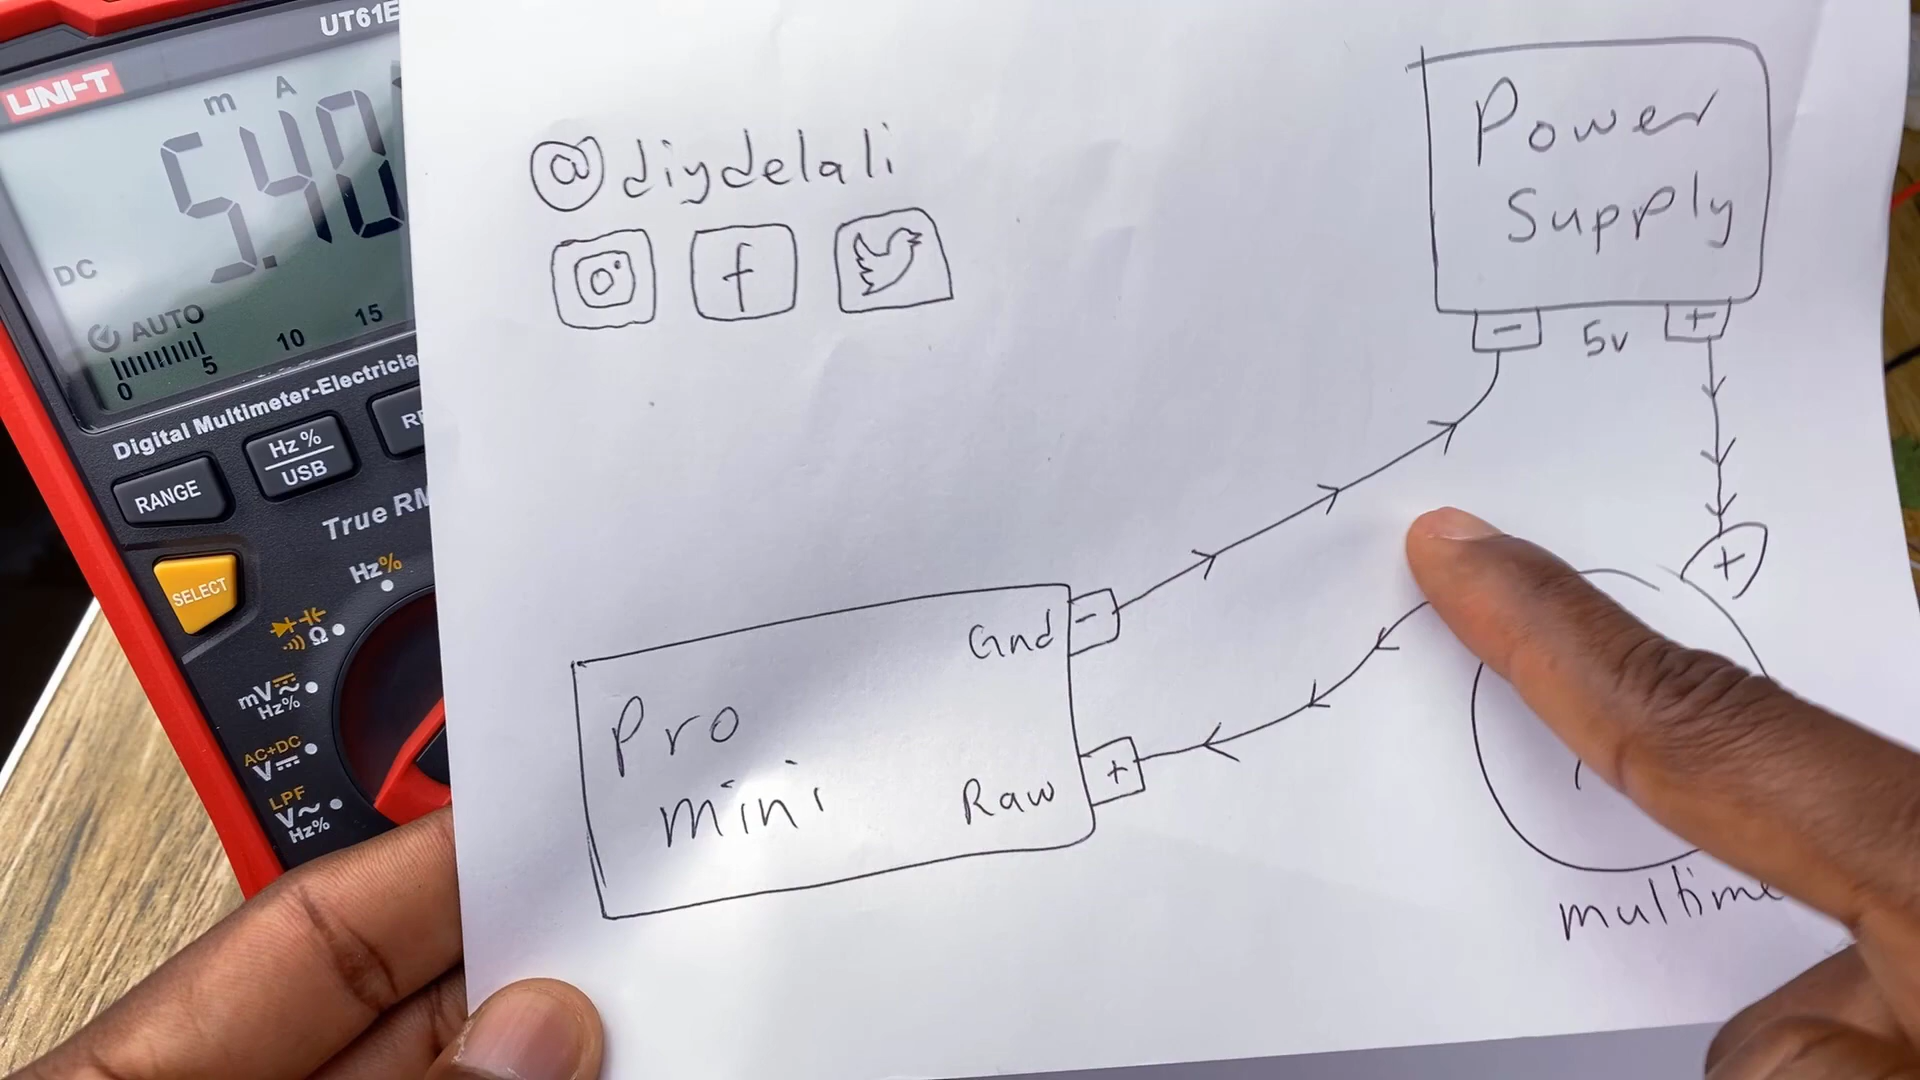 UT61E
UNI-T
m A
5.40
DC
AUTO
0 5 10 15
Digital Multimeter-Electricia
RANGE
Hz %
USB
True RM
SELECT
Hz%
Ω
mV
Hz%
AC+DC
V
LPF
V~
Hz%
@diydelali
f
Power
Supply
- 5v +
+
Gnd -
Pro
mini
Raw +
multime